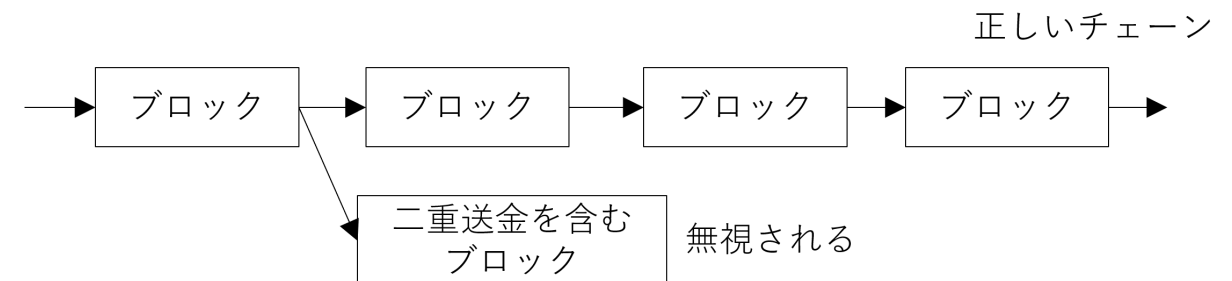 正しいチェーン
ブロック
ブロック
ブロック
ブロック
二重送金を含む
ブロック
無視される